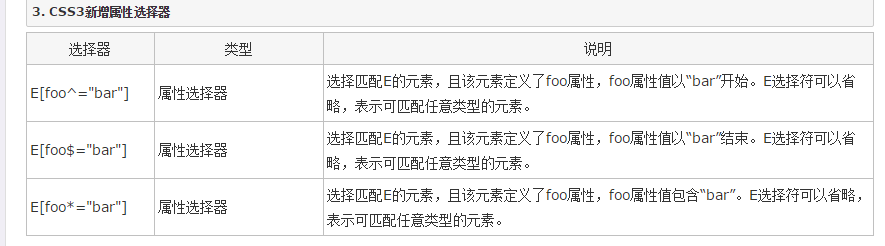 3. CSS3新增属性选择器
选择器 类型 说明
E[foo^="bar"] 属性选择器 选择匹配E的元素，且该元素定义了foo属性，foo属性值以“bar”开始。E选择符可以省
略，表示可匹配任意类型的元素。
E[foo$="bar"] 属性选择器 选择匹配E的元素，且该元素定义了foo属性，foo属性值以“bar”结束。E选择符可以省
略，表示可匹配任意类型的元素。
E[foo*="bar"] 属性选择器 选择匹配E的元素，且该元素定义了foo属性，foo属性值包含“bar”。E选择符可以省略，
表示可匹配任意类型的元素。